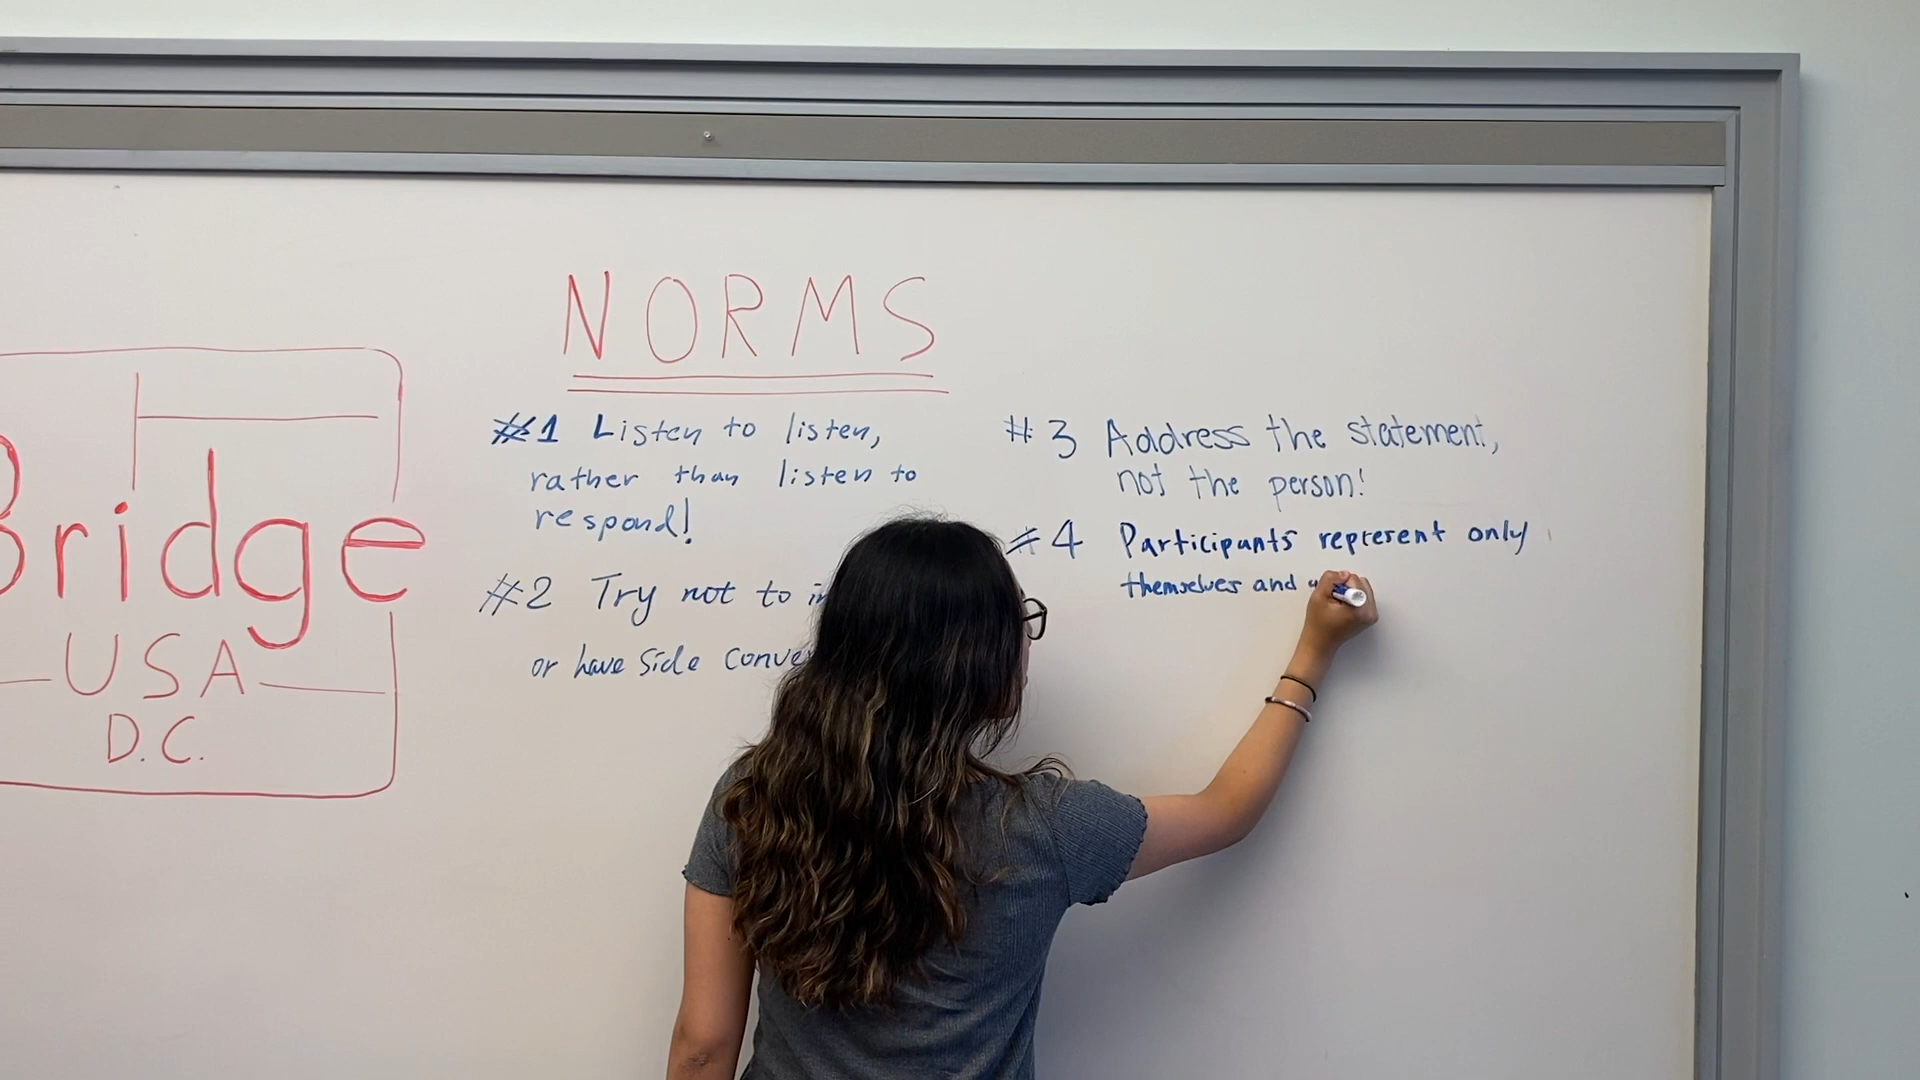 Bridge
USA
D.C.
NORMS
#1 Listen to listen,
rather than listen to
respond!
#2 Try not to
or have side
#3 Address the statement,
not the person!
#4 Participants represent only
themselves and